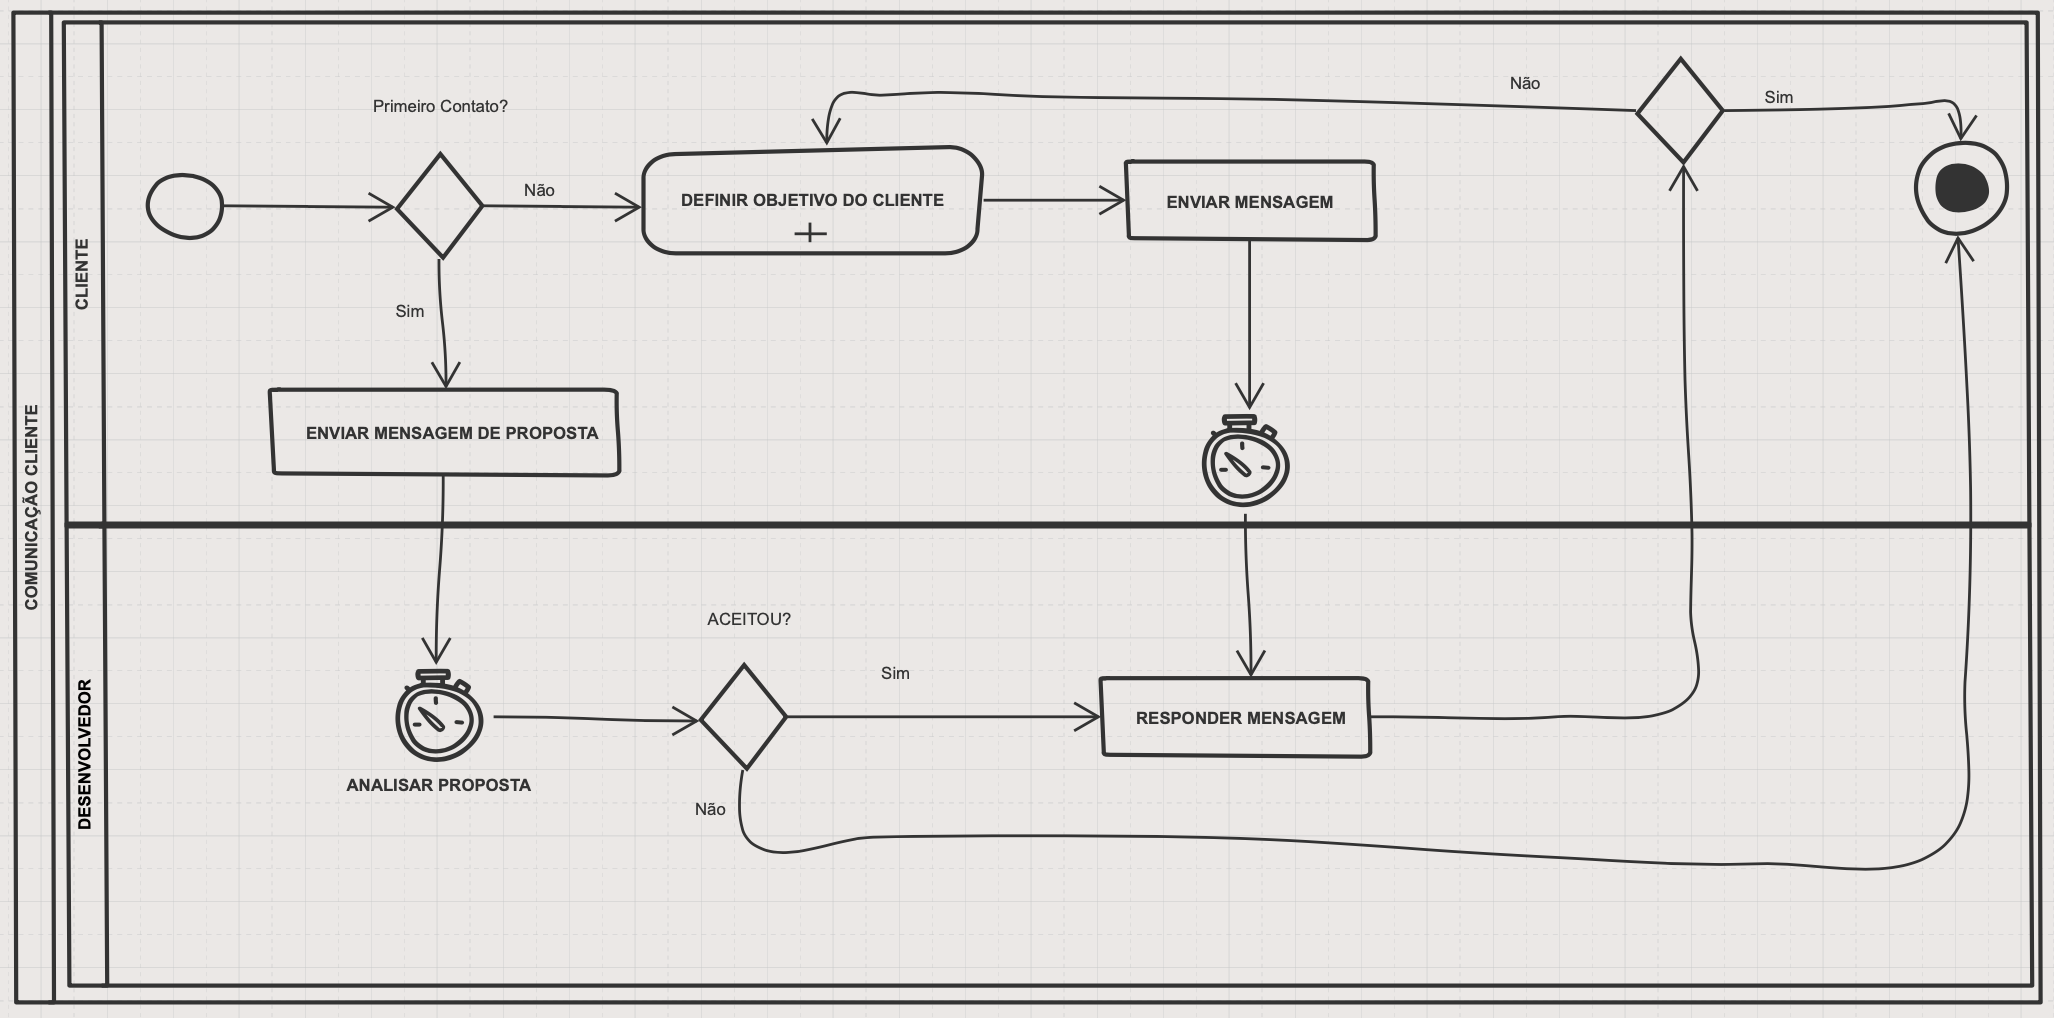 COMUNICAÇÃO CLIENTE
CLIENTE
Primeiro Contato?
Não
Sim
DEFINIR OBJETIVO DO CLIENTE
ENVIAR MENSAGEM
Não
Sim
ENVIAR MENSAGEM DE PROPOSTA
DESENVOLVEDOR
ANALISAR PROPOSTA
ACEITOU?
Sim
Não
RESPONDER MENSAGEM